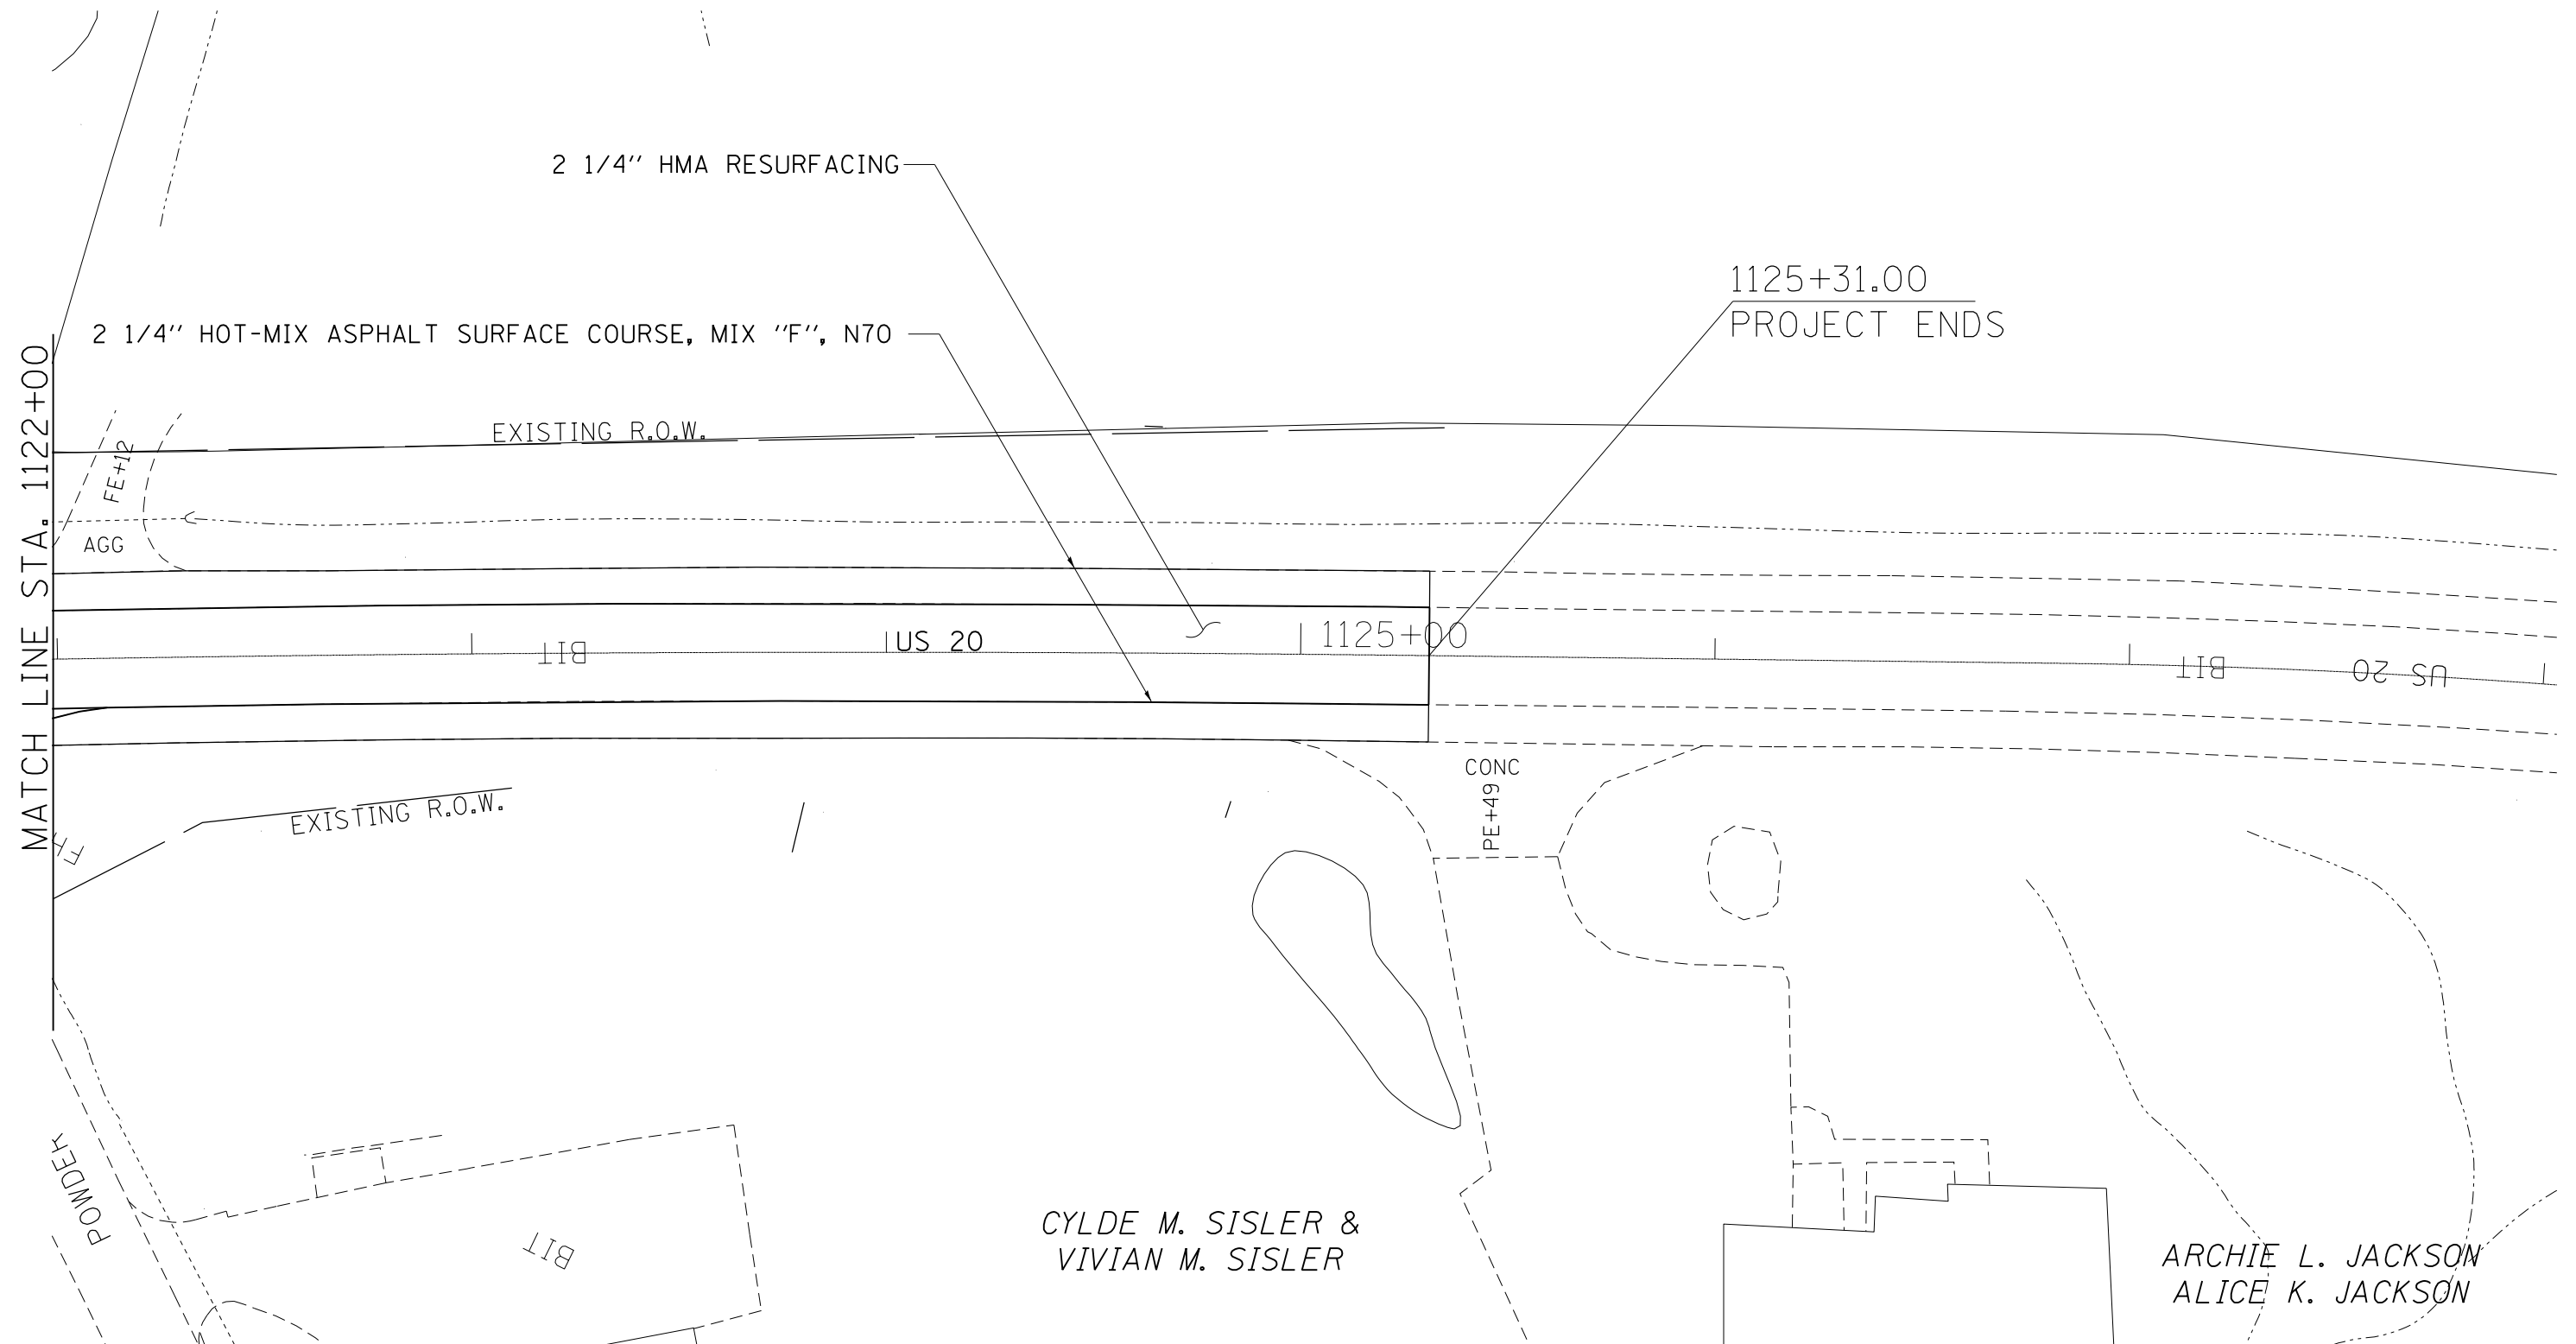 2 1/4" HMA RESURFACING
1125+31.00
PROJECT ENDS
2 1/4" HOT-MIX ASPHALT SURFACE COURSE, MIX "F", N70
MATCH LINE STA. 1122+00
EXISTING R.O.W.
FE+12
AGG
BIT
US 20
1125+00
BIT
US 20
CONC
PE+49
EXISTING R.O.W.
POWDER
BIT
CYLDE M. SISLER &
VIVIAN M. SISLER
ARCHIE L. JACKSON
ALICE K. JACKSON